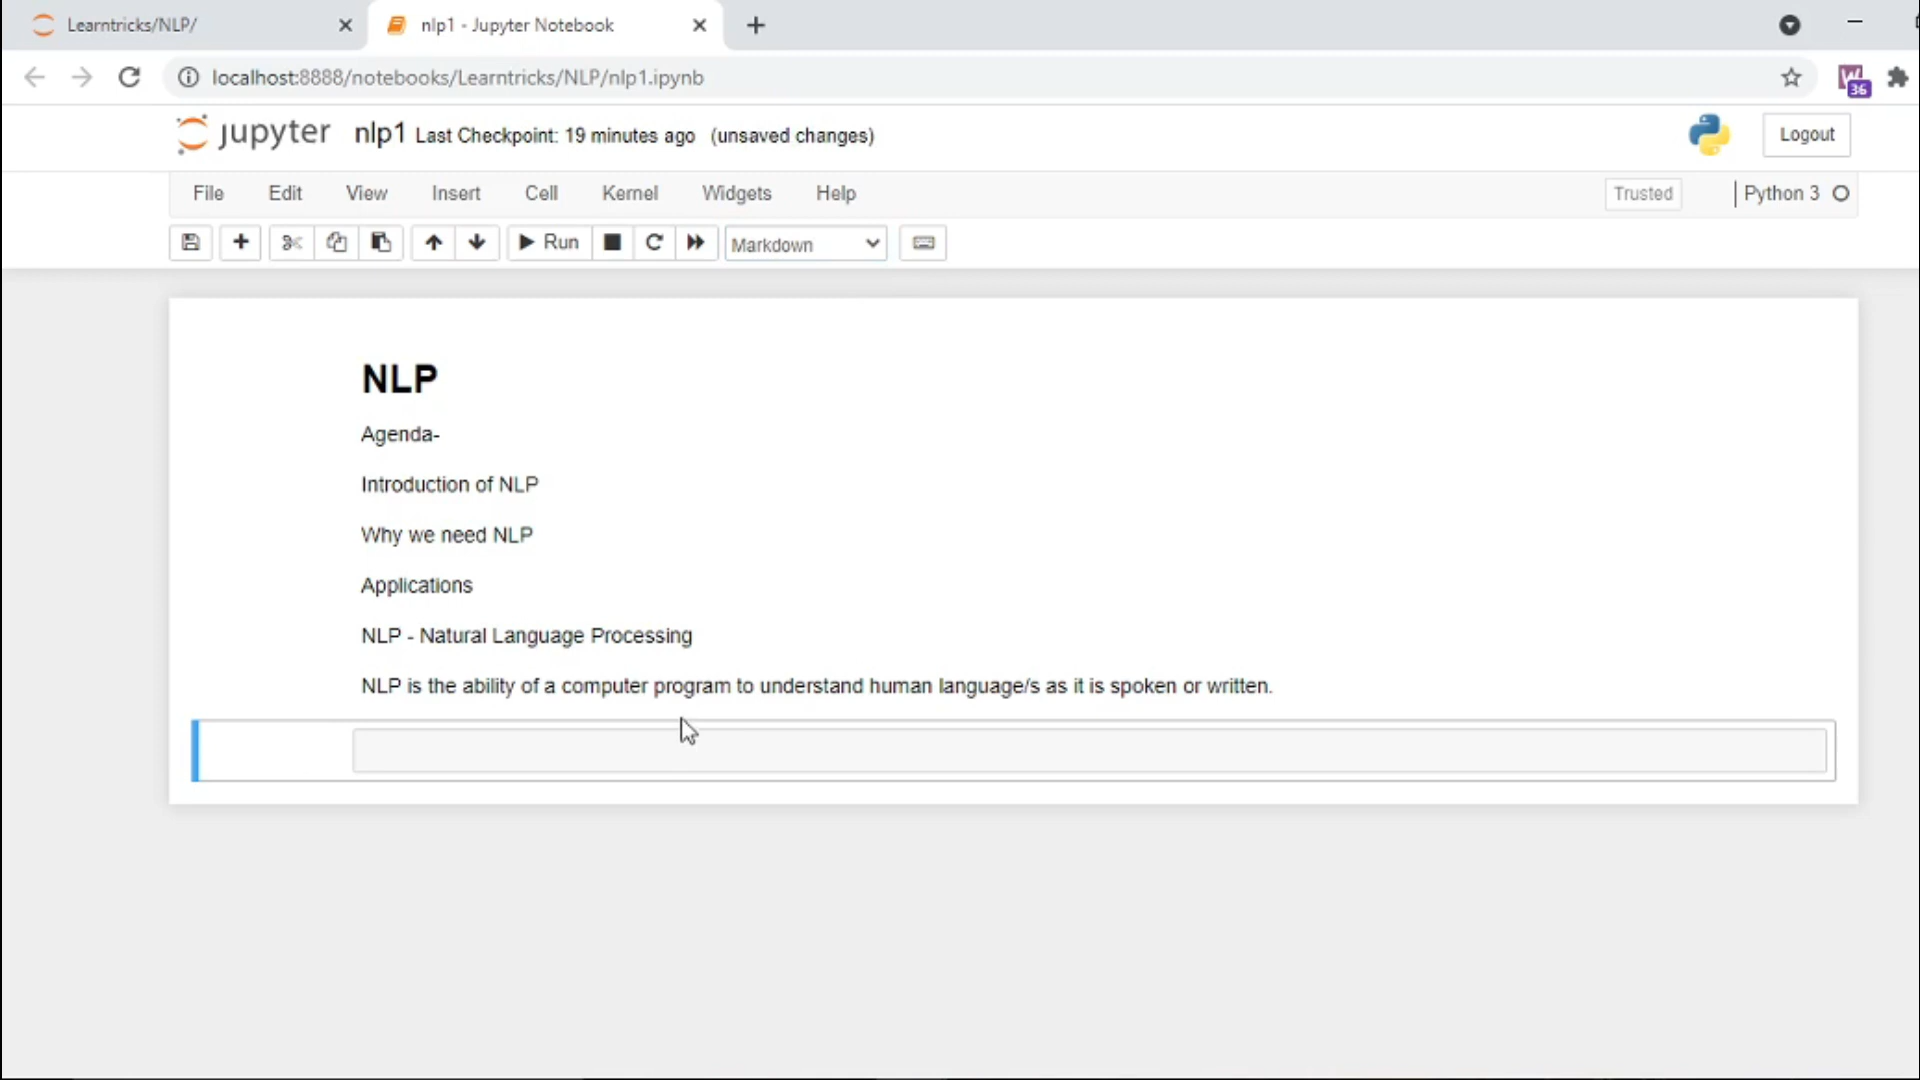 Learntricks/NLP/
nlp1 - Jupyter Notebook
localhost:8888/notebooks/Learntricks/NLP/nlp1.ipynb
36
jupyter nlp1 Last Checkpoint: 19 minutes ago (unsaved changes)
Logout
File Edit View Insert Cell Kernel Widgets Help
Trusted
Python 3
Run
Markdown
NLP
Agenda-
Introduction of NLP
Why we need NLP
Applications
NLP - Natural Language Processing
NLP is the ability of a computer program to understand human language/s as it is spoken or written.